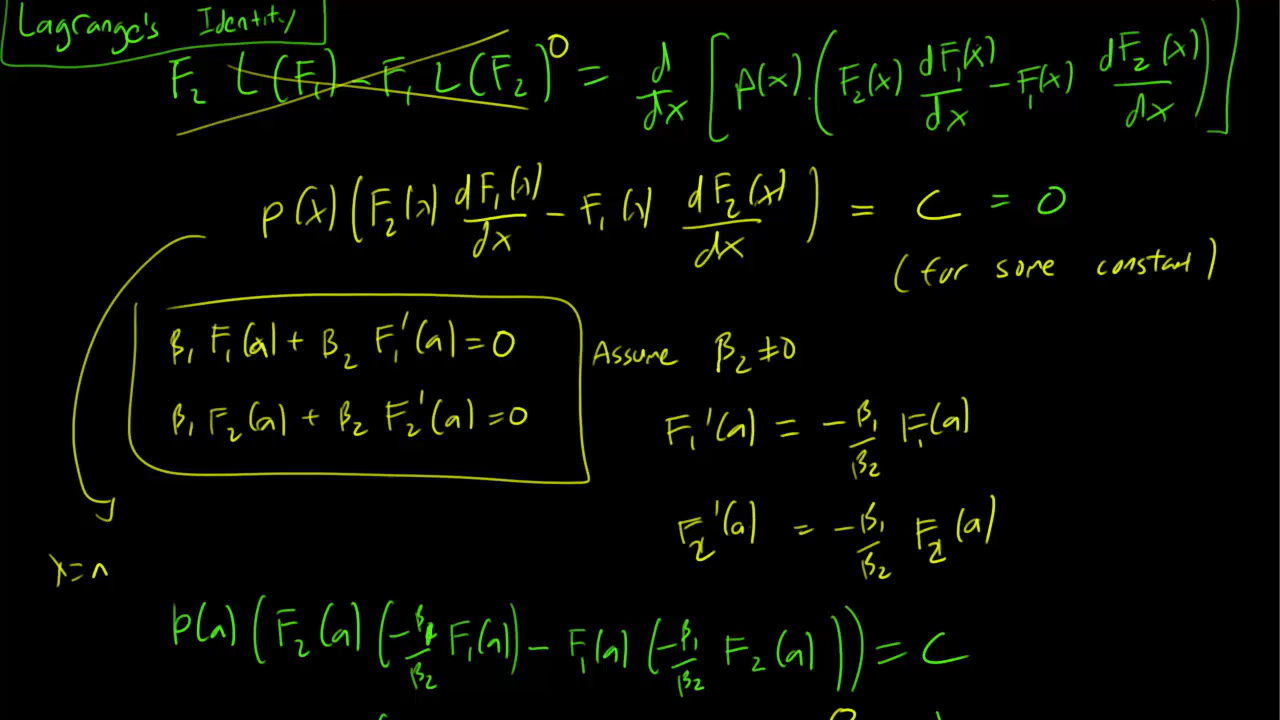 Lagrange's Identity
F₂ L(F₁) - F₁ L(F₂) 0 = d/dx [p(x)·(F₂(x) dF₁(x)/dx - F₁(x) dF₂(x)/dx)]
p(x)(F₂(x) dF₁(x)/dx - F₁(x) dF₂(x)/dx) = C = 0
(for some constant)
β₁ F₁(a) + β₂ F₁'(a) = 0
Assume β₂ ≠ 0
β₁ F₂(a) + β₂ F₂'(a) = 0
F₁'(a) = -β₁/β₂ F₁(a)
F₂'(a) = -β₁/β₂ F₂(a)
x=a
p(a)(F₂(a)(-β₁/β₂ F₁(a)) - F₁(a)(-β₁/β₂ F₂(a))) = C